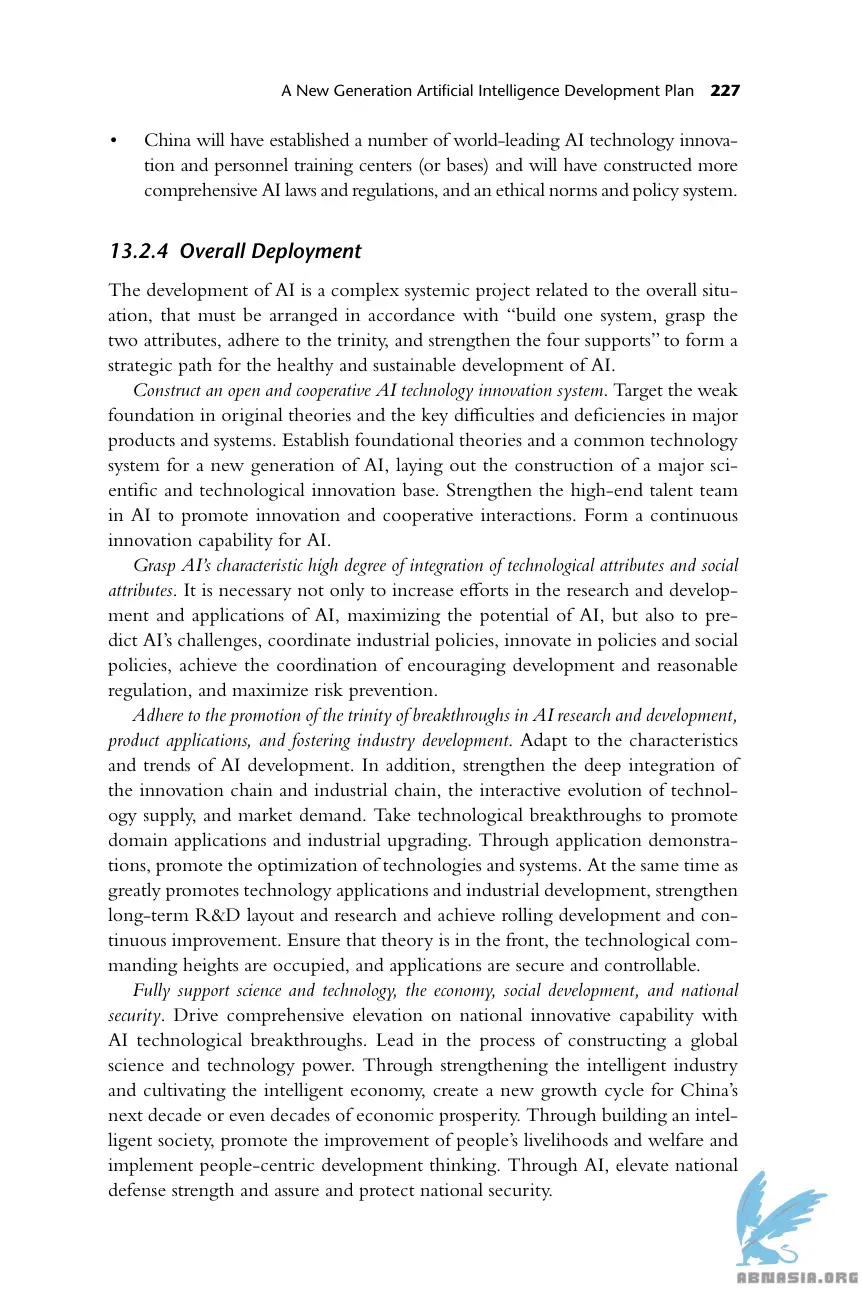 A New Generation Artificial Intelligence Development Plan 227
• China will have established a number of world-leading AI technology innova-
tion and personnel training centers (or bases) and will have constructed more
comprehensive AI laws and regulations, and an ethical norms and policy system.
13.2.4 Overall Deployment
The development of AI is a complex systemic project related to the overall situ-
ation, that must be arranged in accordance with “build one system, grasp the
two attributes, adhere to the trinity, and strengthen the four supports” to form a
strategic path for the healthy and sustainable development of AI.
Construct an open and cooperative AI technology innovation system. Target the weak
foundation in original theories and the key difficulties and deficiencies in major
products and systems. Establish foundational theories and a common technology
system for a new generation of AI, laying out the construction of a major sci-
entific and technological innovation base. Strengthen the high-end talent team
in AI to promote innovation and cooperative interactions. Form a continuous
innovation capability for AI.
Grasp AI’s characteristic high degree of integration of technological attributes and social
attributes. It is necessary not only to increase efforts in the research and develop-
ment and applications of AI, maximizing the potential of AI, but also to pre-
dict AI’s challenges, coordinate industrial policies, innovate in policies and social
policies, achieve the coordination of encouraging development and reasonable
regulation, and maximize risk prevention.
Adhere to the promotion of the trinity of breakthroughs in AI research and development,
product applications, and fostering industry development. Adapt to the characteristics
and trends of AI development. In addition, strengthen the deep integration of
the innovation chain and industrial chain, the interactive evolution of technol-
ogy supply, and market demand. Take technological breakthroughs to promote
domain applications and industrial upgrading. Through application demonstra-
tions, promote the optimization of technologies and systems. At the same time as
greatly promotes technology applications and industrial development, strengthen
long-term R&D layout and research and achieve rolling development and con-
tinuous improvement. Ensure that theory is in the front, the technological com-
manding heights are occupied, and applications are secure and controllable.
Fully support science and technology, the economy, social development, and national
security. Drive comprehensive elevation on national innovative capability with
AI technological breakthroughs. Lead in the process of constructing a global
science and technology power. Through strengthening the intelligent industry
and cultivating the intelligent economy, create a new growth cycle for China’s
next decade or even decades of economic prosperity. Through building an intel-
ligent society, promote the improvement of people’s livelihoods and welfare and
implement people-centric development thinking. Through AI, elevate national
defense strength and assure and protect national security.
ABNASIA.ORG